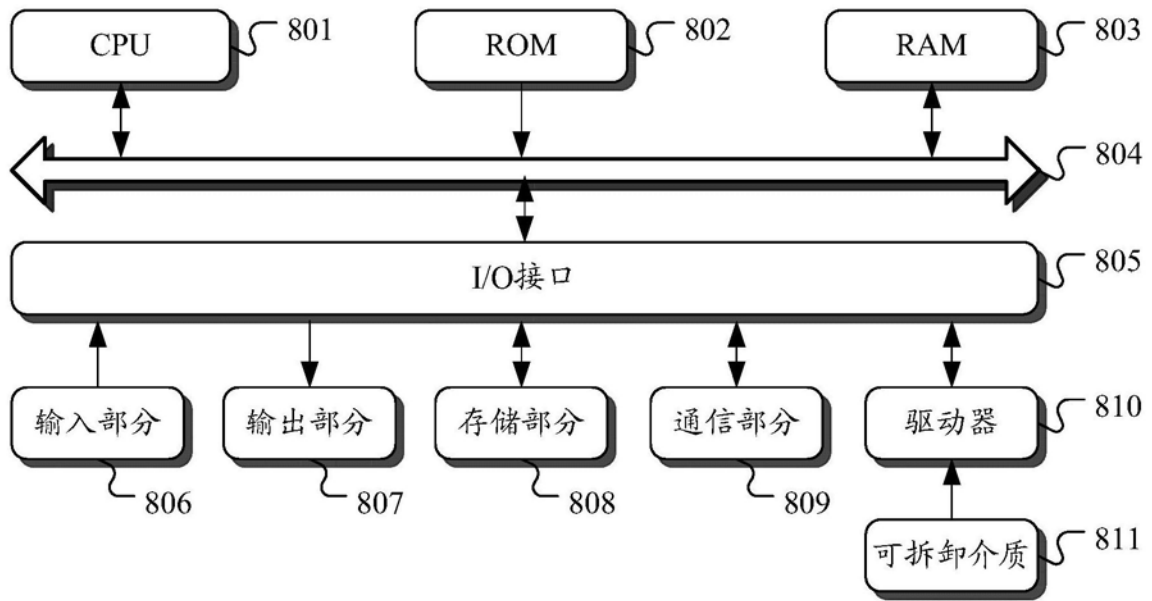 CPU
801
ROM
802
RAM
803
804
I/O接口
805
输入部分
806
输出部分
807
存储部分
808
通信部分
809
驱动器
810
可拆卸介质
811